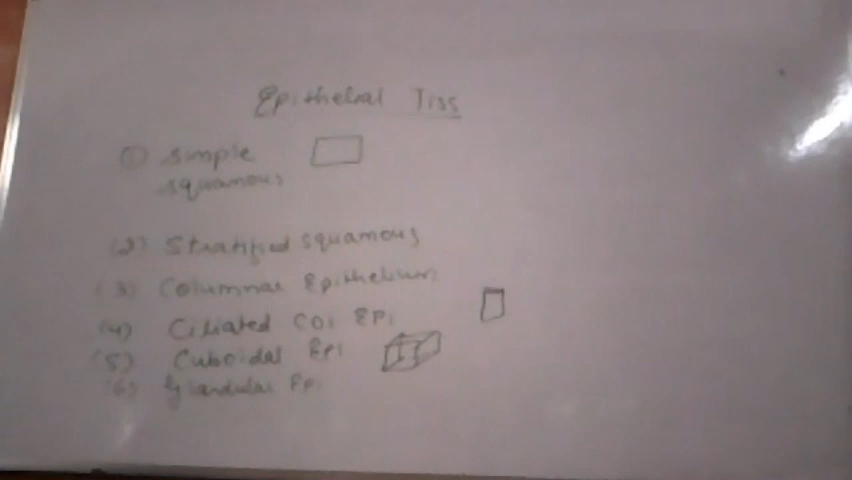 Epithelial Tiss
(1) simple
squamous
(2) Stratified squamous
(3) Columnar Epithelium
(4) Ciliated Col Epi
(5) Cuboidal Epi
(6) Glandular Epi